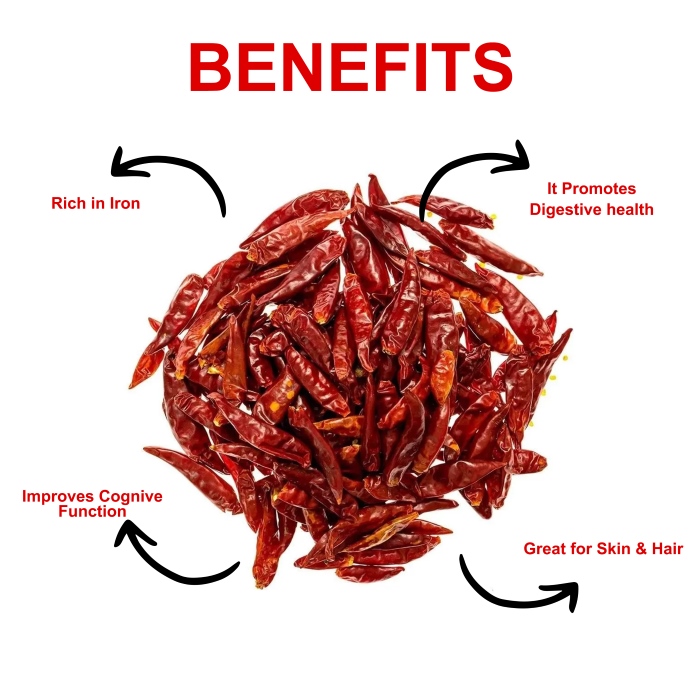 BENEFITS
Rich in Iron
It Promotes
Digestive health
Improves Cognive
Function
Great for Skin & Hair